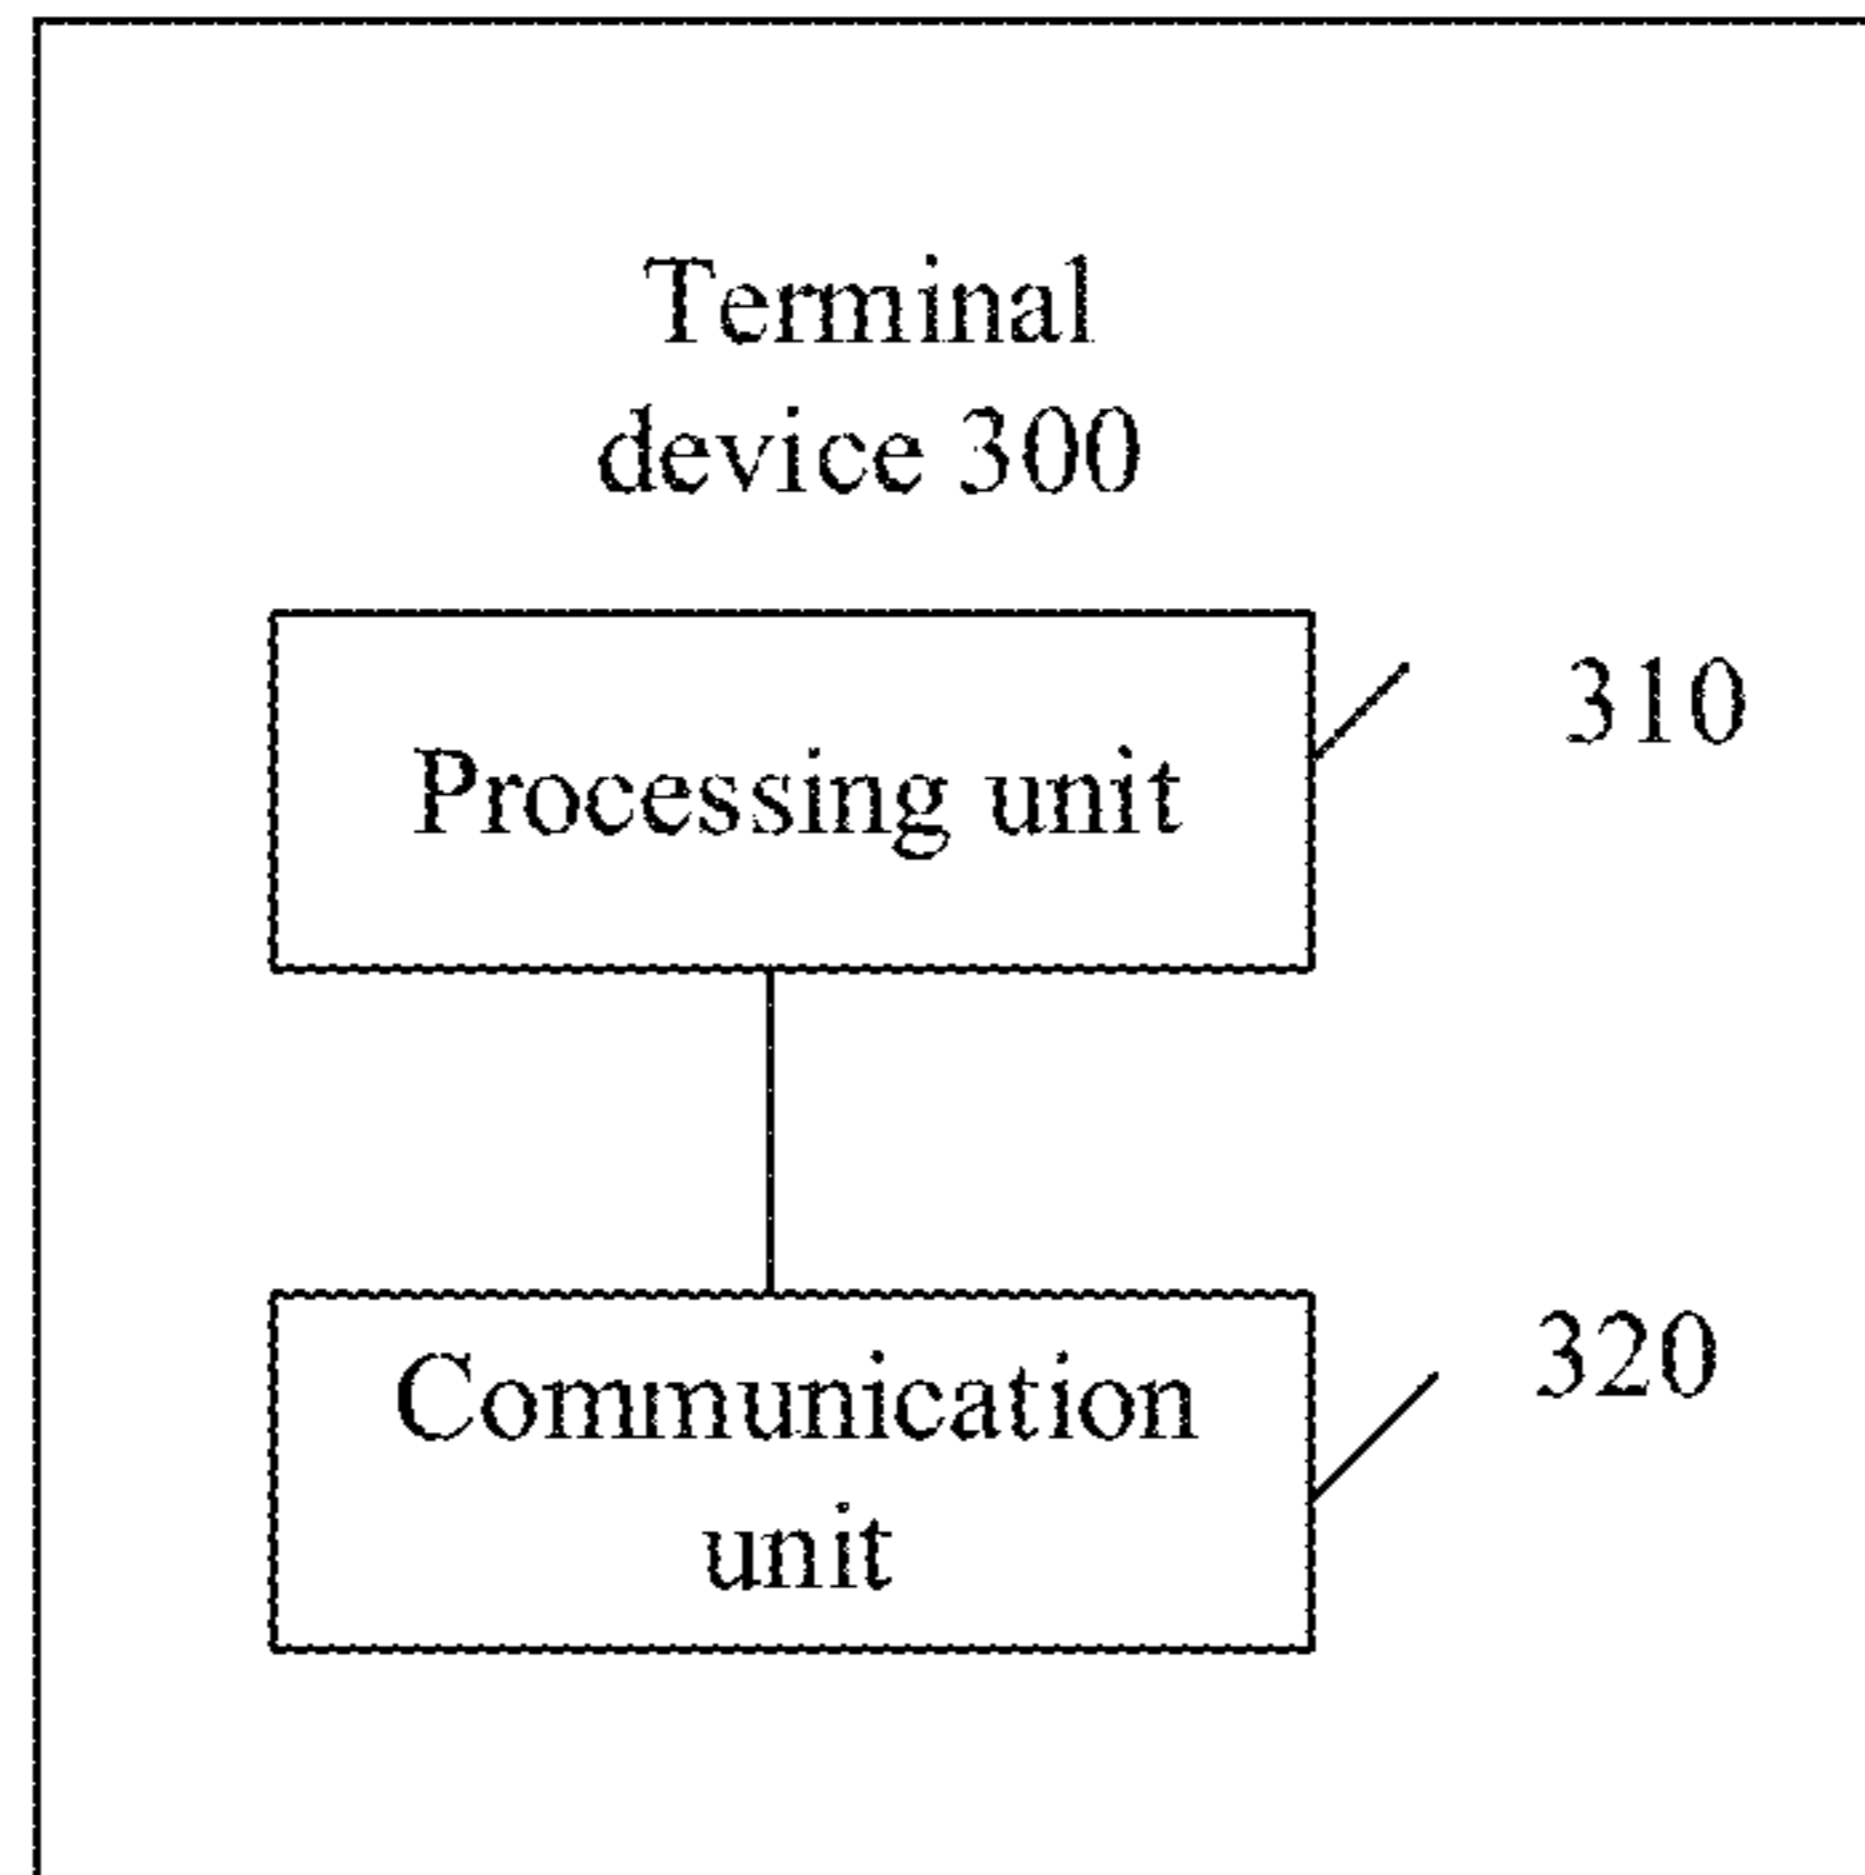 Terminal
device 300
310
Processing unit
320
Communication
unit